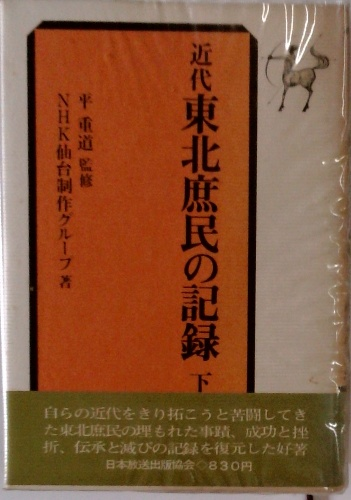 近代 東北庶民の記録 下
平 重道 監修
NHK仙台制作グループ 著
自らの近代をきり拓こうと苦闘してき
た東北庶民の埋もれた事蹟、成功と挫
折、伝承と滅びの記録を復元した好著
日本放送出版協会◇830円